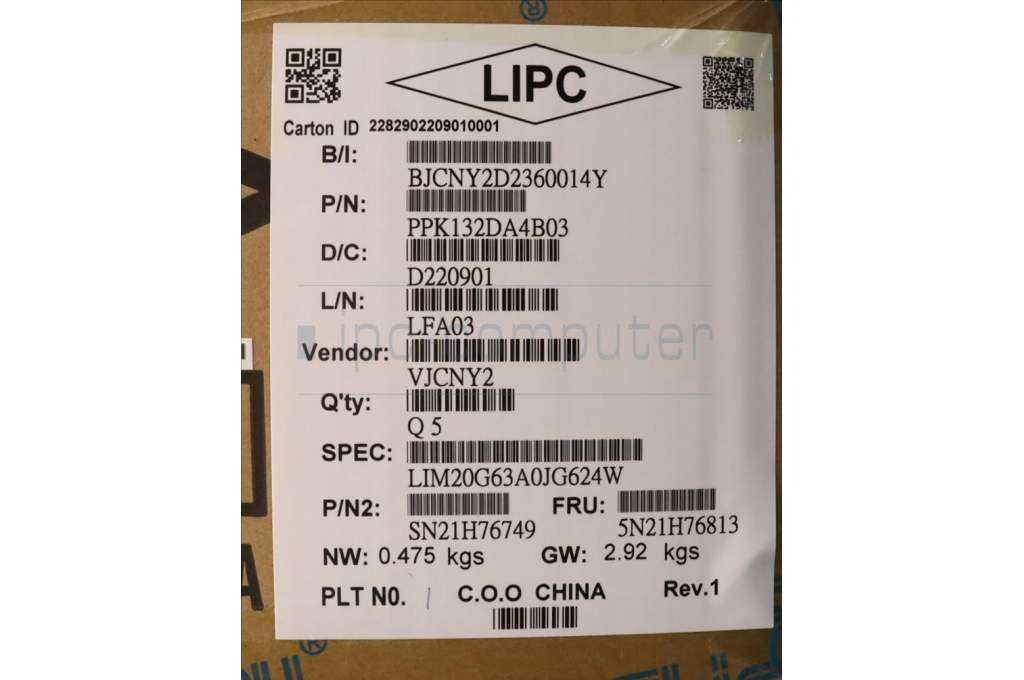 LIPC
Carton ID 2282902209010001
B/I:
BJCNY2D2360014Y
P/N:
PPK132DA4B03
D/C:
D220901
L/N:
LFA03
ipc-computer
Vendor:
VJCNY2
Q'ty:
Q 5
SPEC:
LIM20G63A0JG624W
P/N2: FRU:
SN21H76749 5N21H76813
NW: 0.475 kgs GW: 2.92 kgs
PLT NO. C.O.O CHINA Rev.1